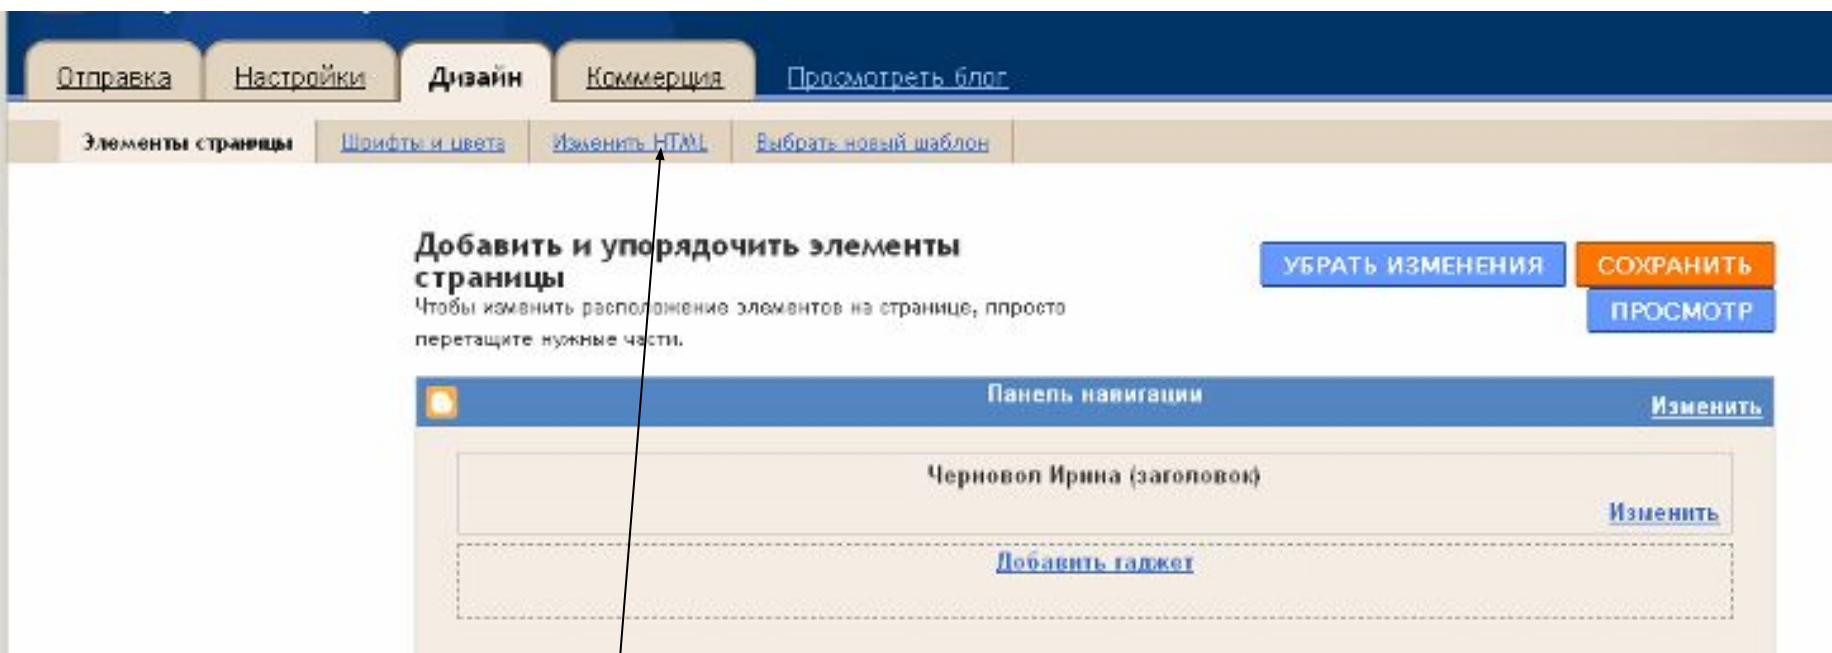 Отправка Настройки Дизайн Коммерция Просмотреть блог
Элементы страницы Шрифты и цвета Изменить HTML Выбрать новый шаблон
Добавить и упорядочить элементы
страницы
УБРАТЬ ИЗМЕНЕНИЯ СОХРАНИТЬ
ПРОСМОТР
Чтобы изменить расположение элементов на странице, ппросто
перетащите нужные части.
Панель навигации
Изменить
Черновол Ирина (заголовок)
Изменить
Добавить гаджет